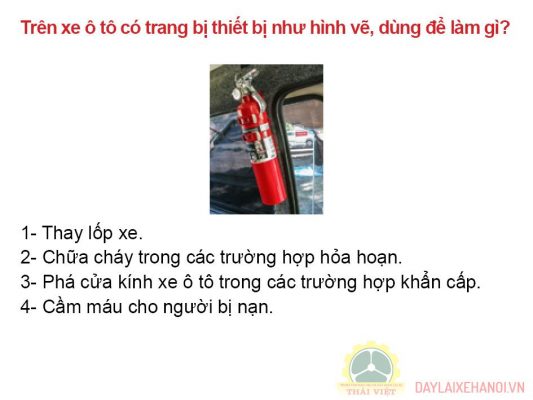 Trên xe ô tô có trang bị thiết bị như hình vẽ, dùng để làm gì?
1- Thay lốp xe.
2- Chữa cháy trong các trường hợp hỏa hoạn.
3- Phá cửa kính xe ô tô trong các trường hợp khẩn cấp.
4- Cầm máu cho người bị nạn.
THÁI VIỆT
DAYLAIXEHANOI.VN